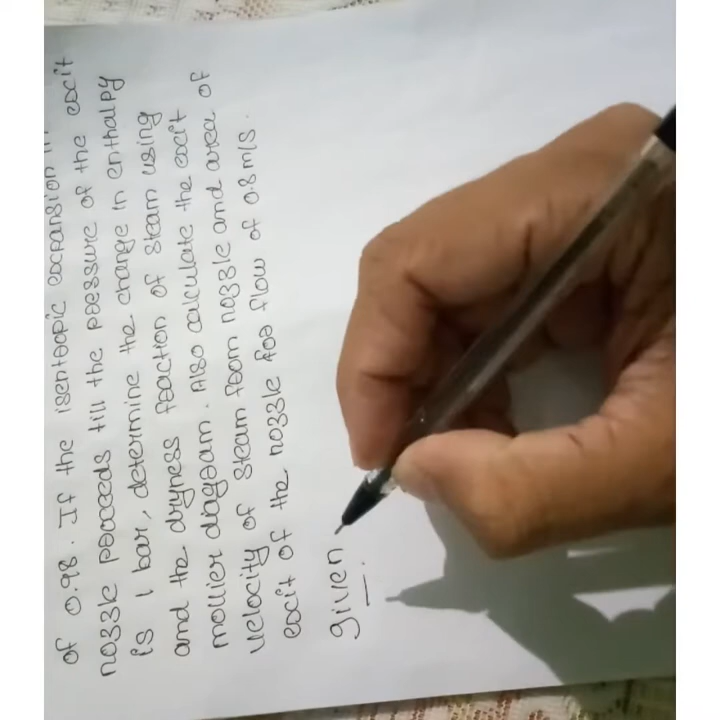 of 0.98. If the isentropic expansion in
nozzle proceeds till the pressure of the exit
is 1 bar, determine the change in enthalpy
and the dryness fraction of steam using
mollier diagram. Also calculate the exit
velocity of steam from nozzle and area of
exit of the nozzle for flow of 0.8 m/s.
given